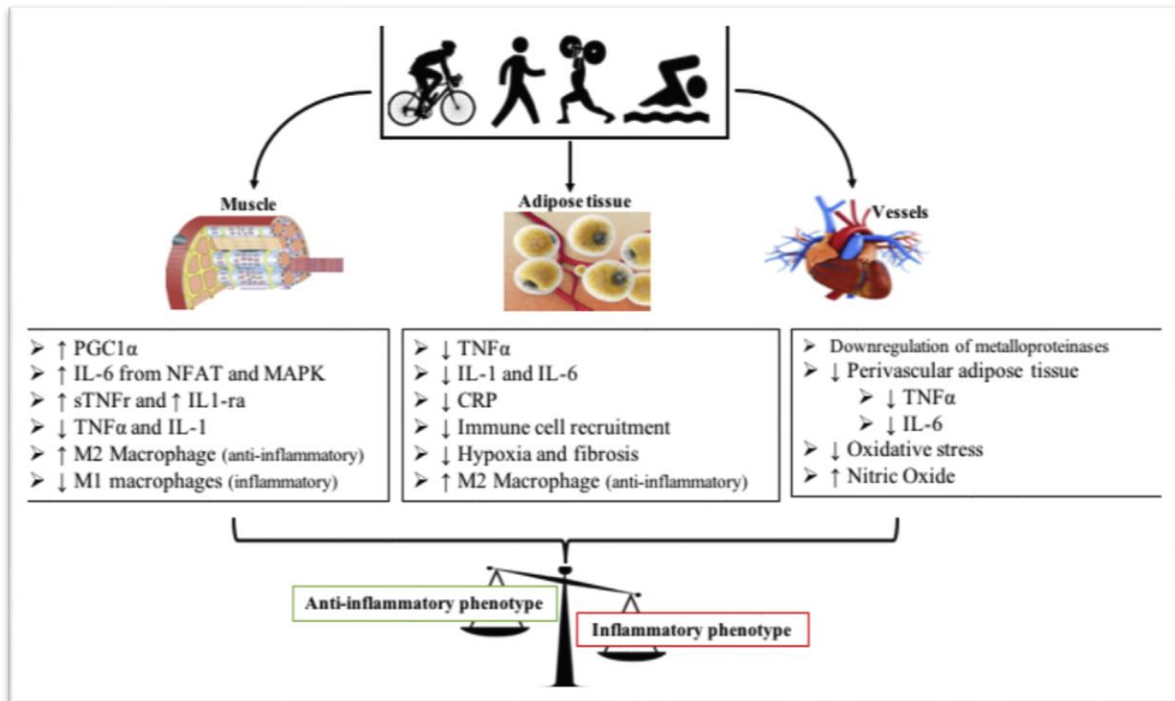 Muscle
Adipose tissue
Vessels
➢ ↑ PGC1α
➢ ↑ IL-6 from NFAT and MAPK
➢ ↑ sTNFr and ↑ IL1-ra
➢ ↓ TNFα and IL-1
➢ ↑ M2 Macrophage (anti-inflammatory)
➢ ↓ M1 macrophages (inflammatory)
➢ ↓ TNFα
➢ ↓ IL-1 and IL-6
➢ ↓ CRP
➢ ↓ Immune cell recruitment
➢ ↓ Hypoxia and fibrosis
➢ ↑ M2 Macrophage (anti-inflammatory)
➢ Downregulation of metalloproteinases
➢ ↓ Perivascular adipose tissue
➢ ↓ TNFα
➢ ↓ IL-6
➢ ↓ Oxidative stress
➢ ↑ Nitric Oxide
Anti-inflammatory phenotype
Inflammatory phenotype